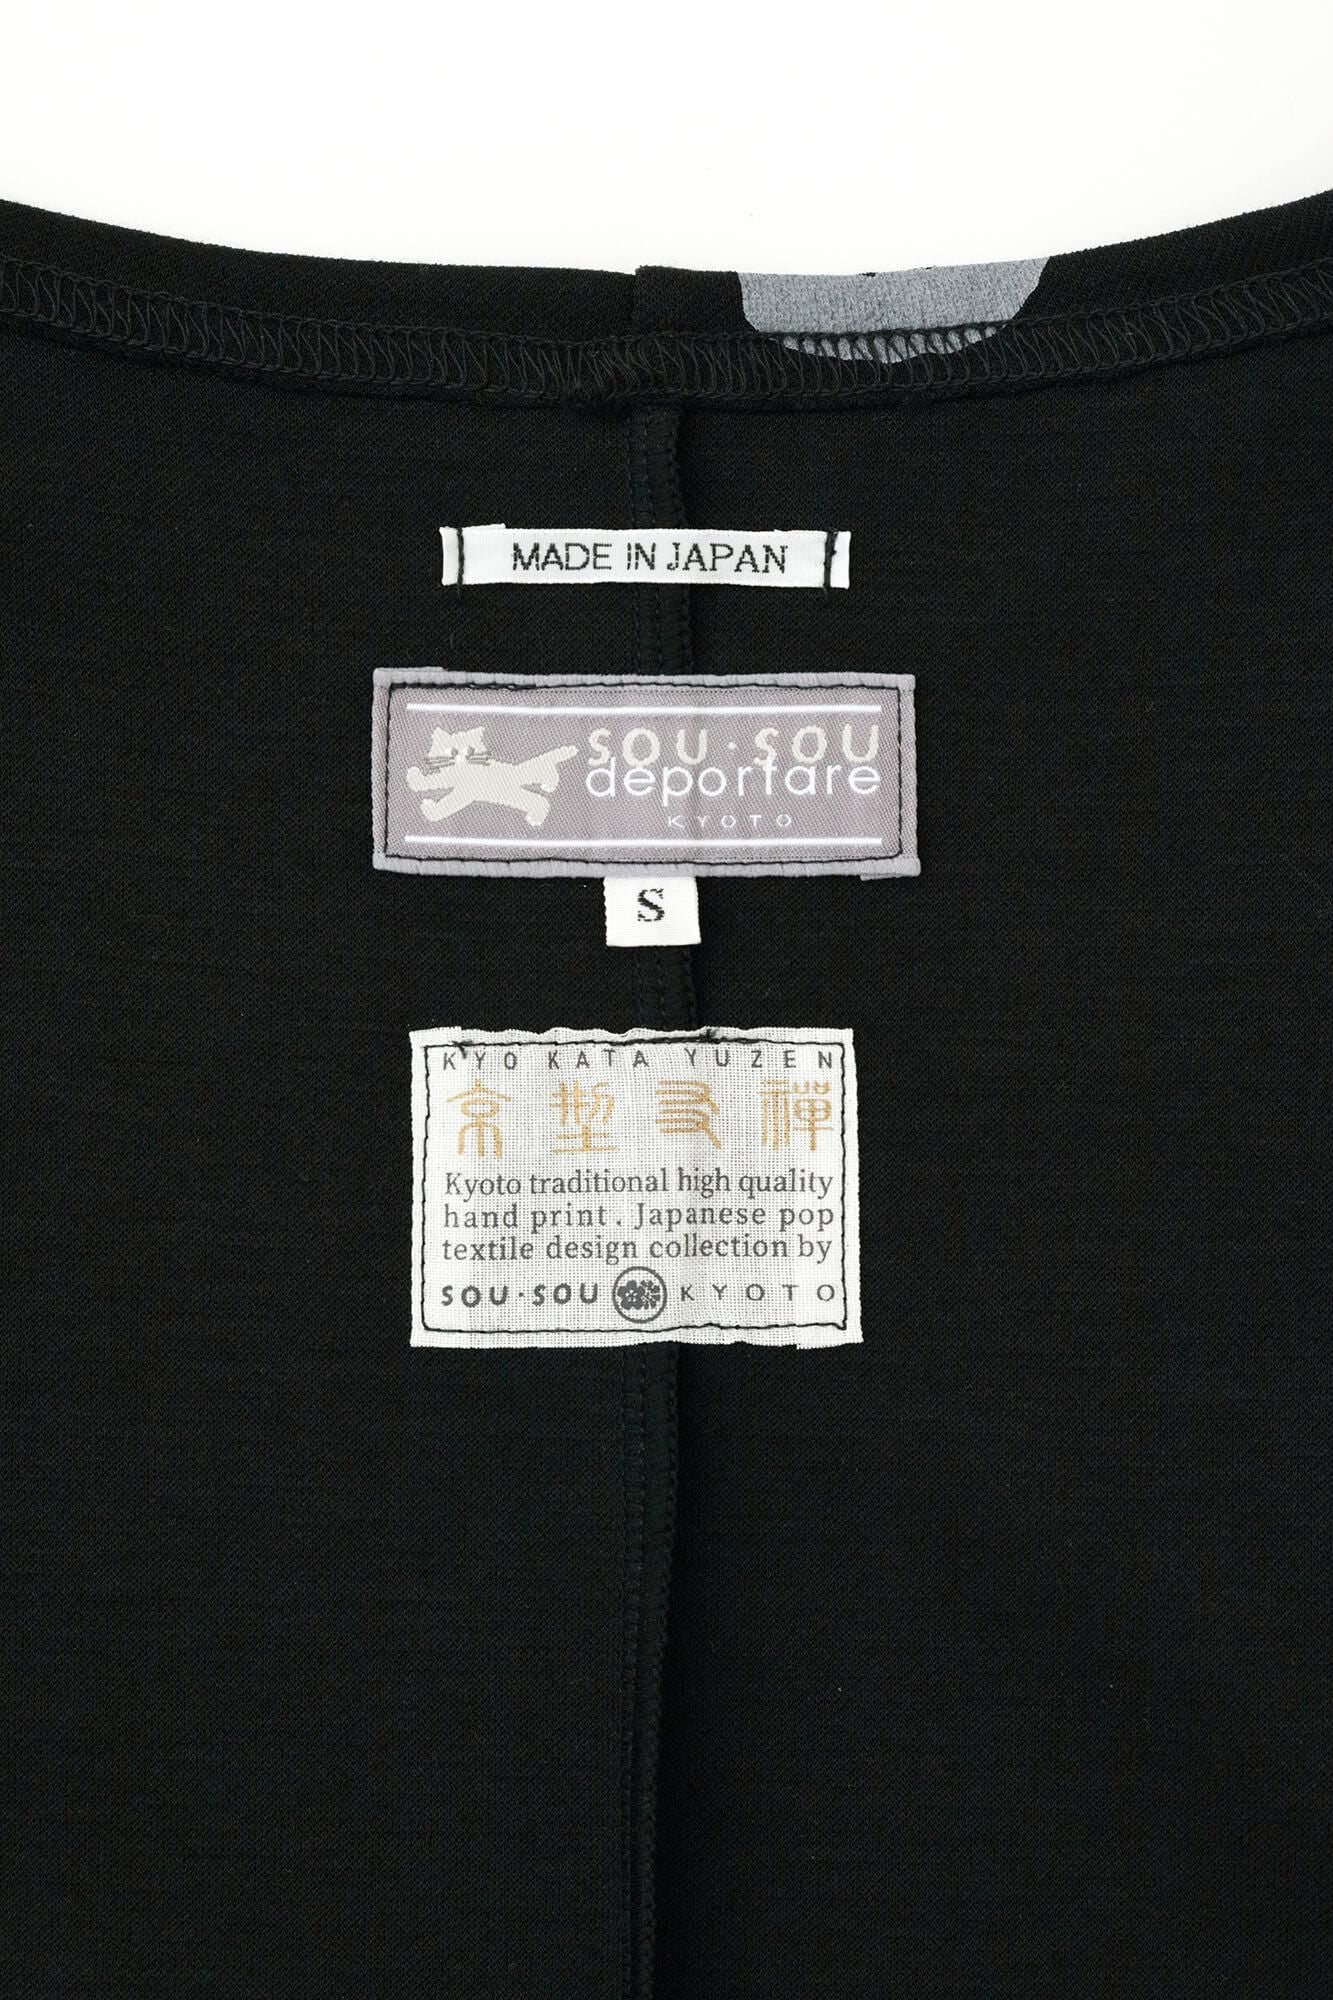 MADE IN JAPAN
SOU・SOU
deportare
KYOTO
S
KYO KATA YUZEN
京型友禅
Kyoto traditional high quality
hand print. Japanese pop
textile design collection by
SOU・SOU KYOTO